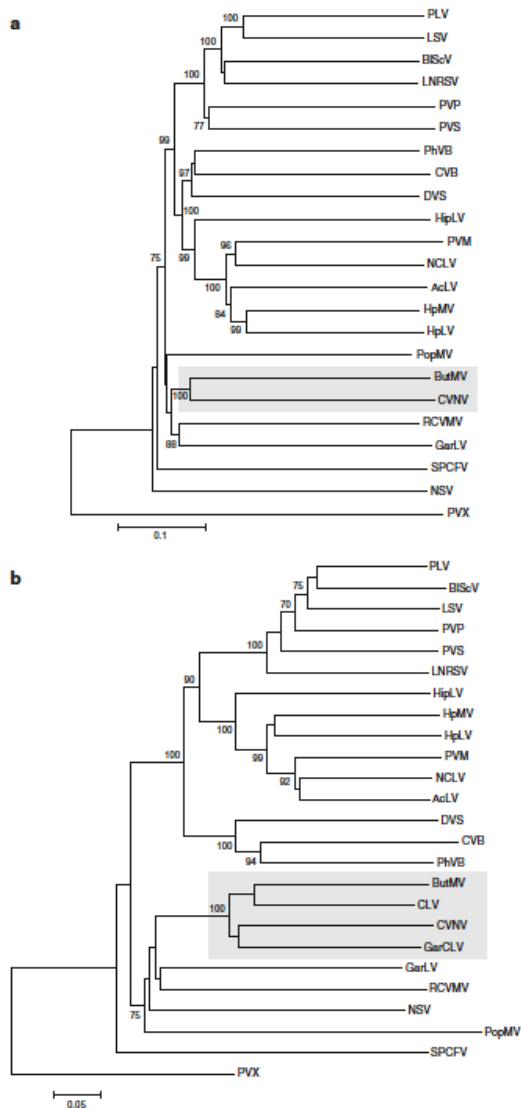 a
100
PLV
100
LSV
100
BlScV
LNRSV
PVP
77
PVS
99
PhVB
97
CVB
DVS
100
HipLV
99
96
PVM
NCLV
100
AcLV
84
HpMV
99
HpLV
75
PopMV
ButMV
100
CVNV
RCVMV
88
GarLV
SPCFV
NSV
PVX
0.1
b
PLV
75
BlScV
70
LSV
PVP
100
PVS
LNRSV
90
HipLV
HpMV
99
HpLV
100
PVM
92
NCLV
AcLV
DVS
100
CVB
94
PhVB
ButMV
100
CLV
CVNV
GarCLV
GarLV
RCVMV
NSV
75
PopMV
SPCFV
PVX
0.05